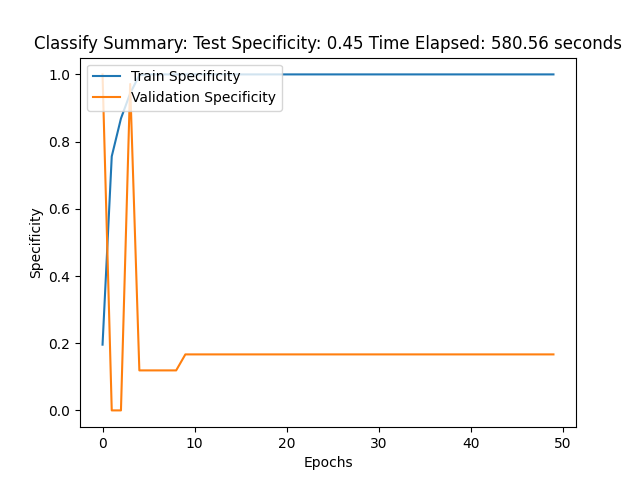 Classify Summary: Test Specificity: 0.45 Time Elapsed: 580.56 seconds
Train Specificity
Validation Specificity
1.0
0.8
0.6
0.4
0.2
0.0
Specificity
0 10 20 30 40 50
Epochs